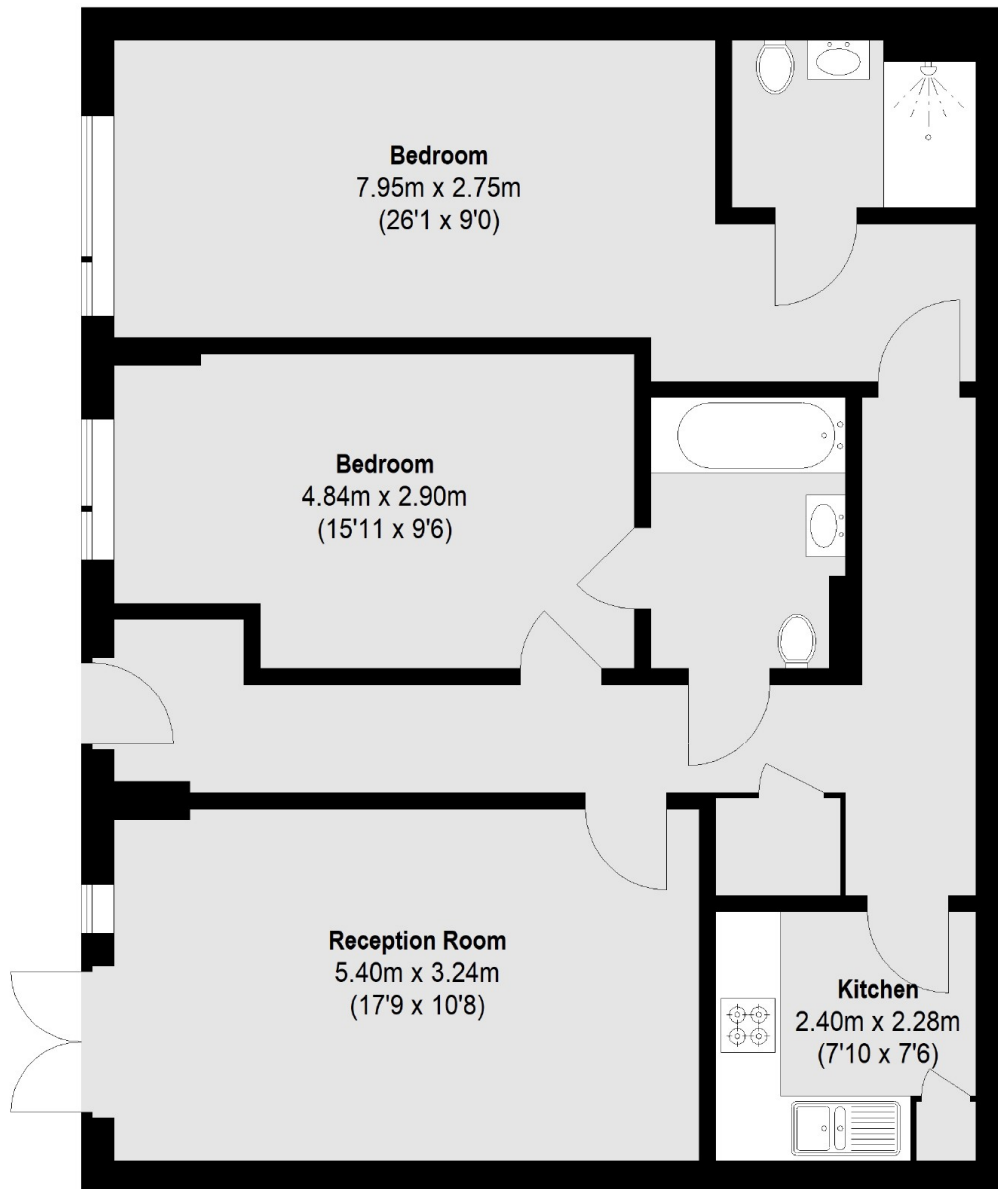 Bedroom
7.95m x 2.75m
(26'1 x 9'0)
Bedroom
4.84m x 2.90m
(15'11 x 9'6)
Reception Room
5.40m x 3.24m
(17'9 x 10'8)
Kitchen
2.40m x 2.28m
(7'10 x 7'6)